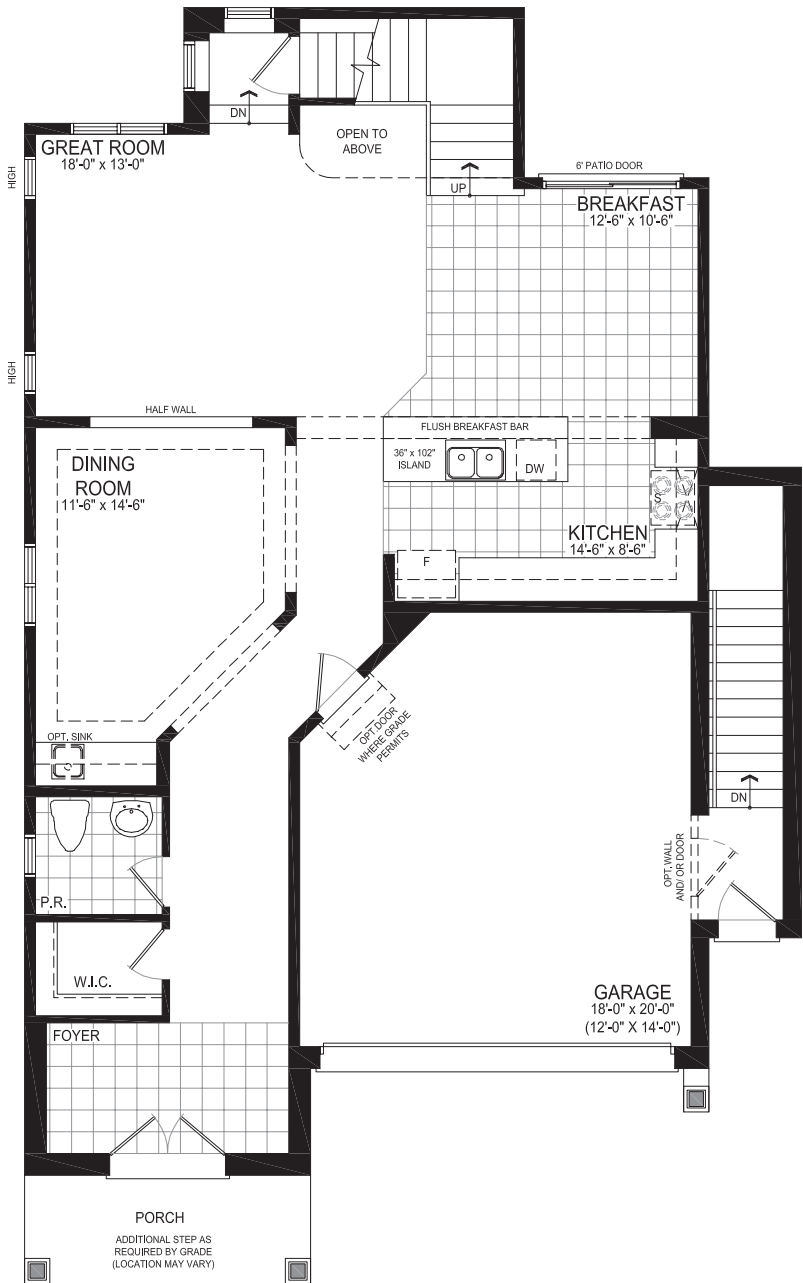 DN
OPEN TO
ABOVE
GREAT ROOM
18'-0" x 13'-0"
HIGH
UP
6' PATIO DOOR
BREAKFAST
12'-6" x 10'-6"
HIGH
HALF WALL
FLUSH BREAKFAST BAR
36" x 102"
ISLAND
DW
DINING
ROOM
11'-6" x 14'-6"
S
KITCHEN
14'-6" x 8'-6"
F
OPT. SINK
OPT.DOOR
WHERE GRADE
PERMITS
DN
OPT. WALL
AND/ OR DOOR
P.R.
W.I.C.
GARAGE
18'-0" x 20'-0"
(12'-0" X 14'-0")
FOYER
PORCH
ADDITIONAL STEP AS
REQUIRED BY GRADE
(LOCATION MAY VARY)